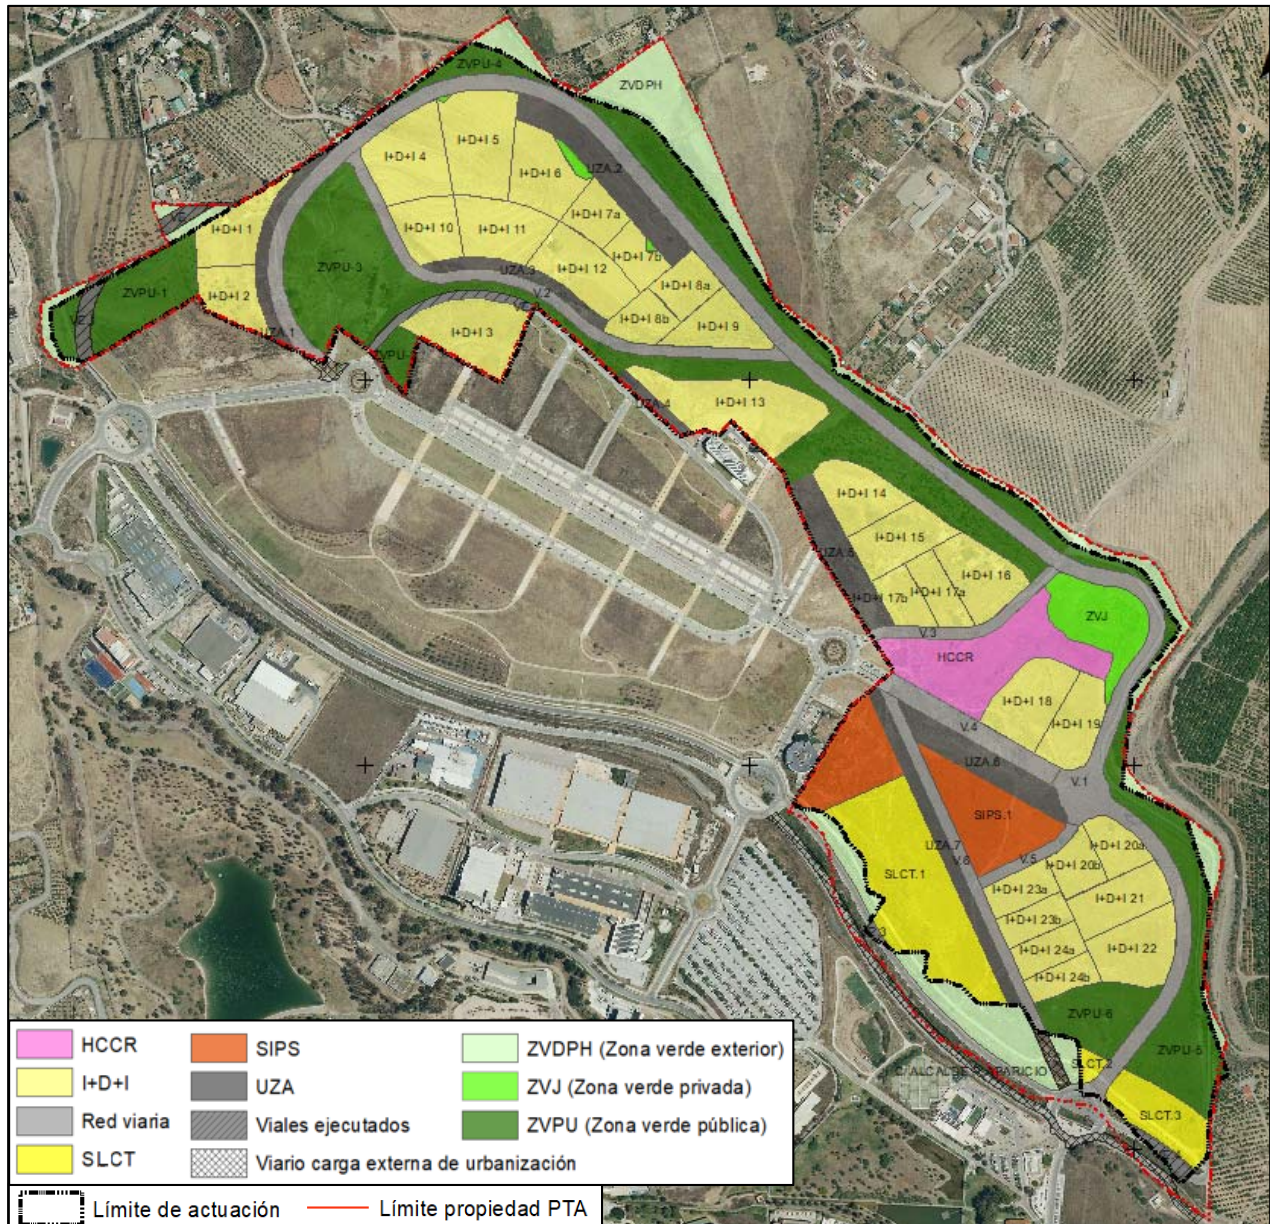 ZVPU-4
ZVDPH
I+D+I 5
I+D+I 4
I+D+I 6
UZA.2
I+D+I 7a
I+D+I 1
I+D+I 10
I+D+I 11
I+D+I 7b
ZVPU-3
UZA.3
I+D+I 12
I+D+I 8a
ZVPU-1
I+D+I 2
V.2
I+D+I 8b
I+D+I 9
UZA.1
I+D+I 3
ZVPU-
UZA.4
I+D+I 13
I+D+I 14
I+D+I 15
UZA.5
I+D+I 16
I+D+I 17a
I+D+I 17b
ZVJ
V.3
HCCR
I+D+I 18
I+D+I 19
V.4
UZA.6
V.1
SIPS.1
UZA.7
V.6
V.5
I+D+I 20a
I+D+I 20b
SLCT.1
I+D+I 23a
I+D+I 21
I+D+I 23b
I+D+I 24a
I+D+I 22
I+D+I 24b
ZVPU-6
ZVPU-5
SLCT.2
ALCALDE APARICIO
SLCT.3
HCCR
SIPS
ZVDPH (Zona verde exterior)
I+D+I
UZA
ZVJ (Zona verde privada)
Red viaria
Viales ejecutados
ZVPU (Zona verde pública)
SLCT
Viario carga externa de urbanización
Límite de actuación
Límite propiedad PTA